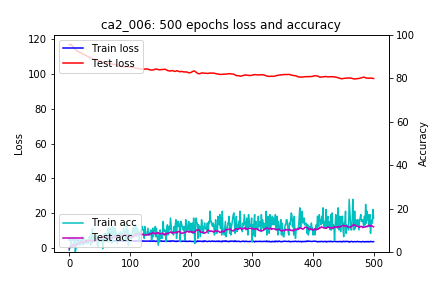 ca2_006: 500 epochs loss and accuracy
120
100
80
60
40
20
0
Loss
Train loss
Test loss
Train acc
Test acc
100
80
60
40
20
0
Accuracy
0 100 200 300 400 500